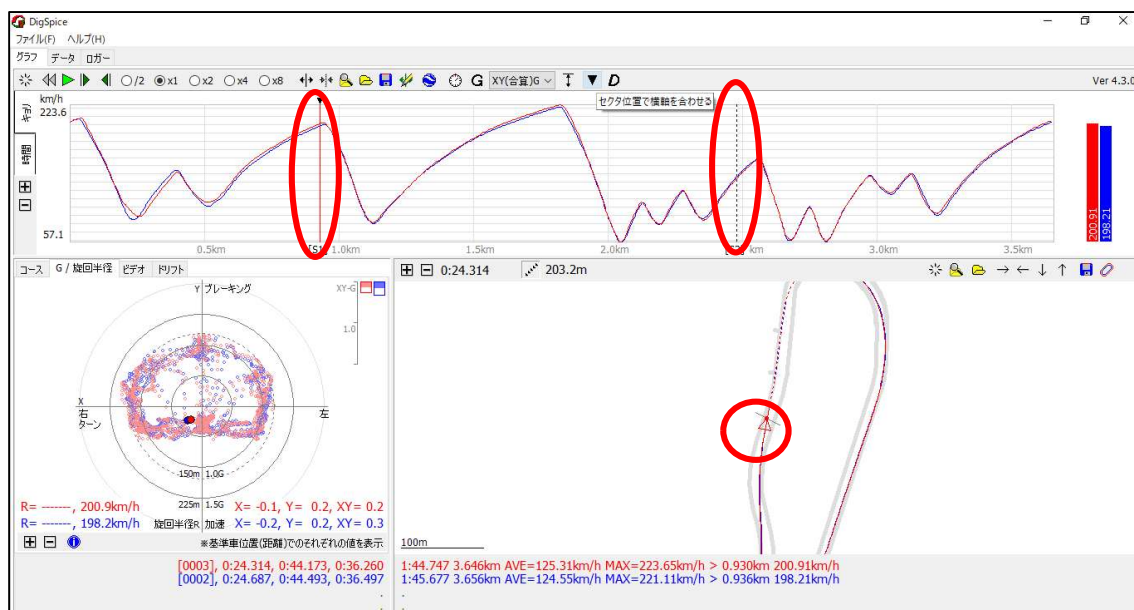 DigSpice
ファイル(F) ヘルプ(H)
グラフ データ ロガー
/2 x1 x2 x4 x8 G XY(合算)G D Ver 4.3.0
セクタ位置で横軸を合わせる
km/h
223.6
キョリ
時間
57.1
0.5km [S1] 1.0km 1.5km 2.0km km 3.0km 3.5km
200.91
198.21
コース G / 旋回半径 ビデオ ドリフト
0:24.314 203.2m
Y ブレーキング
XY-G
1.0
X
右
ターン
左
150m 1.0G
225m 1.5G
R= -------, 200.9km/h X= -0.1, Y= 0.2, XY= 0.2
R= -------, 198.2km/h 旋回半径R 加速 X= -0.2, Y= 0.2, XY= 0.3
※基準車位置(距離)でのそれぞれの値を表示
100m
[0003], 0:24.314, 0:44.173, 0:36.260
[0002], 0:24.687, 0:44.493, 0:36.497
1:44.747 3.646km AVE=125.31km/h MAX=223.65km/h > 0.930km 200.91km/h
1:45.677 3.656km AVE=124.55km/h MAX=221.11km/h > 0.936km 198.21km/h